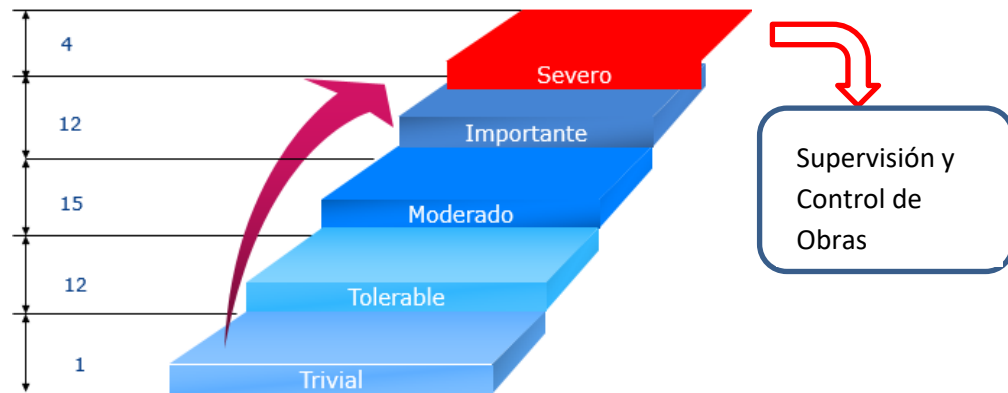 4
Severo
12
Importante
15
Moderado
12
Tolerable
1
Trivial
Supervisión y
Control de
Obras